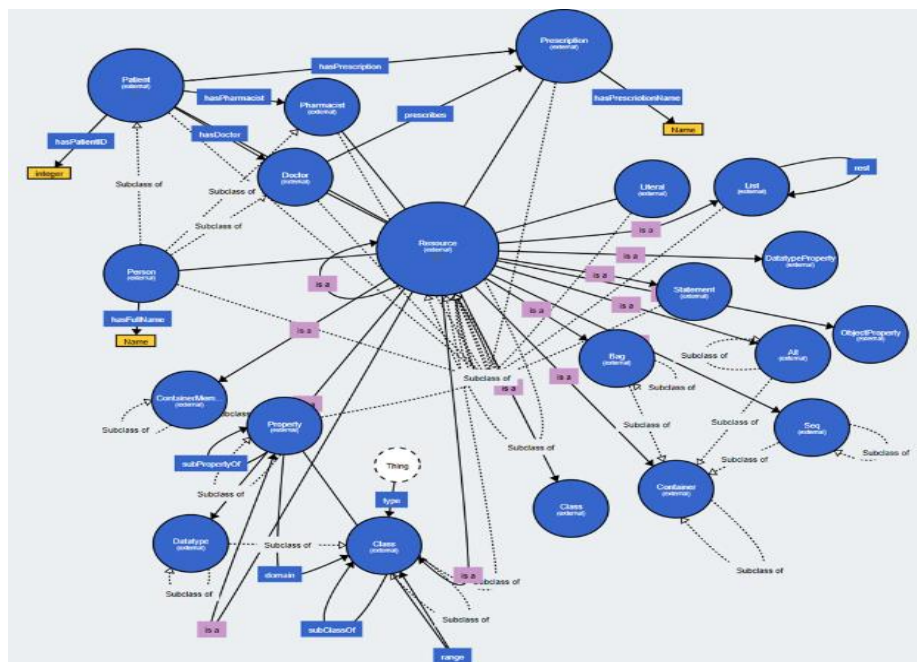 Prescription
(external)
Patient
(external)
hasPrescription
hasPharmacist
Pharmacist
(external)
prescribes
hasPrescriptionName
Name
hasPatientID
integer
hasDoctor
Doctor
(external)
Subclass of
Subclass of
Subclass of
Literal
(external)
List
(external)
rest
Resource
(external)
is a
Person
(external)
hasFullName
Name
is a
is a
is a
is a
is a
is a
is a
is a
is a
DatatypeProperty
(external)
Statement
(external)
ObjectProperty
(external)
Bag
(external)
Alt
(external)
Subclass of
Subclass of
Subclass of
ContainerMem...
(external)
Subclass of
Property
(external)
Seq
(external)
Subclass of
Subclass of
Subclass of
Subclass of
Subclass of
subPropertyOf
Thing
Subclass of
type
Class
(external)
Container
(external)
Datatype
(external)
Subclass of
Class
(external)
domain
is a
Subclass of
Subclass of
is a
subClassOf
Subclass of
range